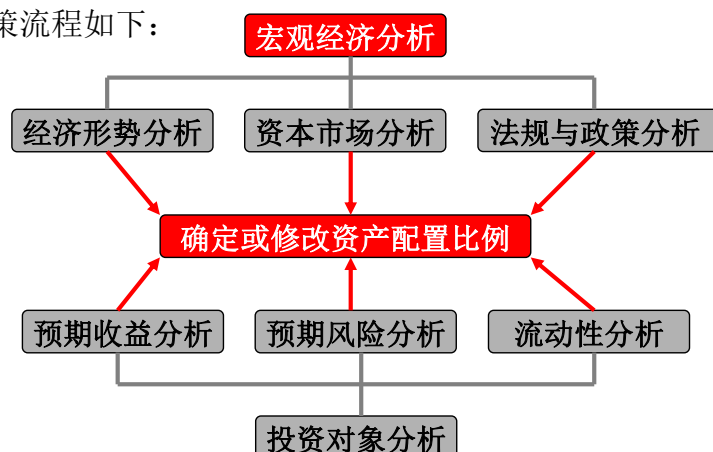 策流程如下：
宏观经济分析
经济形势分析 资本市场分析 法规与政策分析
确定或修改资产配置比例
预期收益分析 预期风险分析 流动性分析
投资对象分析